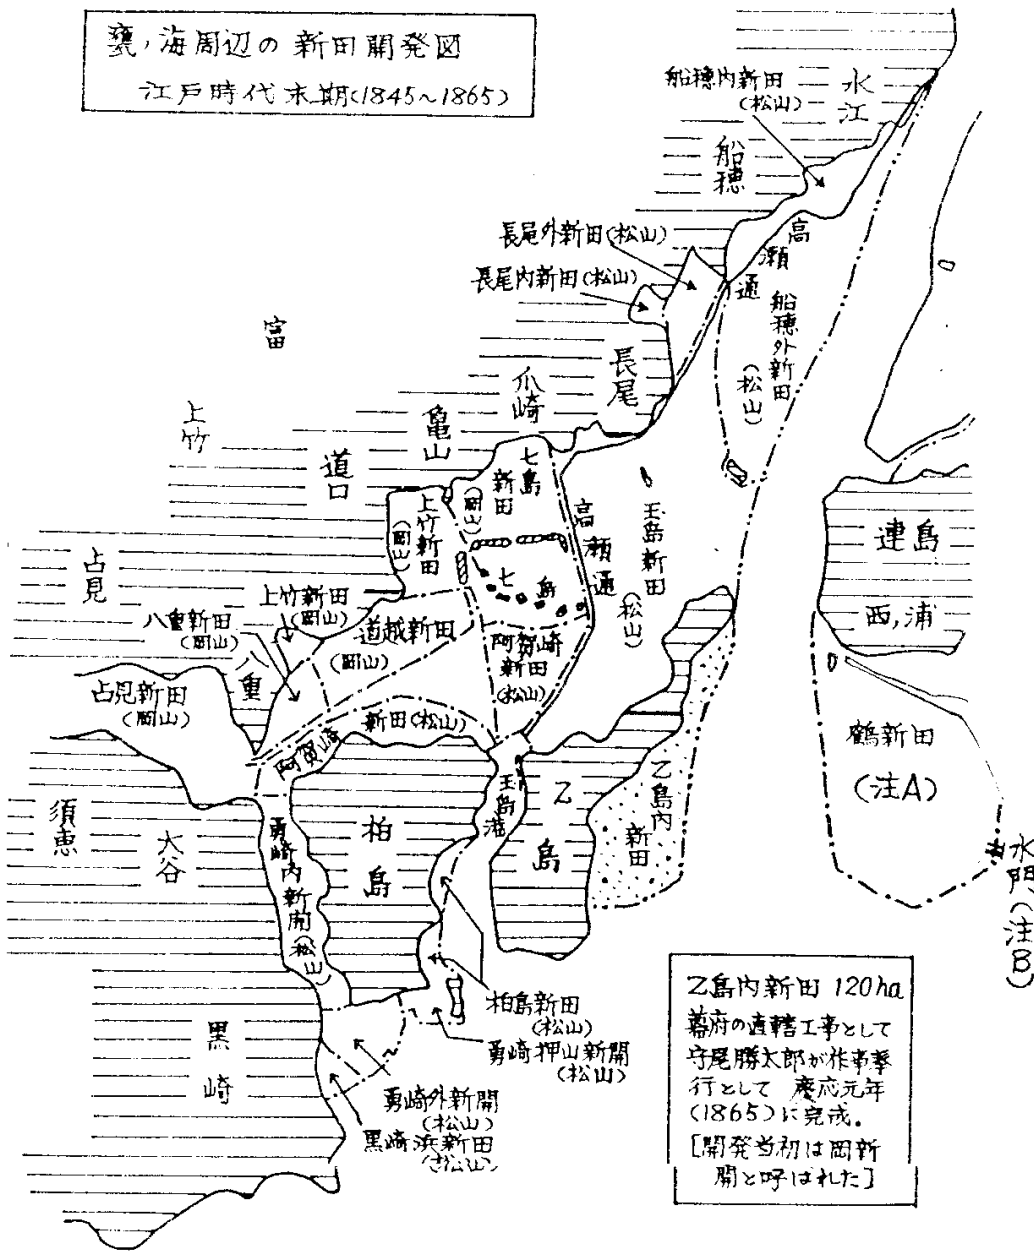 甕ノ海周辺の新田開発図
江戸時代末期(1845~1865)
船穂内新田
(松山)
水江
船穂
長尾外新田(松山)
長尾内新田(松山)
高瀬通
船穂外新田
(松山)
富
長尾
爪崎
亀山
上竹
道口
七島
新田
(岡山)
上竹新田
(岡山)
高瀬通
玉島新田
(松山)
七島
連島
西ノ浦
占見
上竹新田
(岡山)
八重新田
(岡山)
道越新田
(岡山)
阿賀崎
新田
(松山)
八重
占見新田
(岡山)
阿賀崎
新田(松山)
鶴新田
(注A)
水門(注B)
須恵
大谷
勇崎内新開(松山)
柏島
玉島港
乙島
乙島内
新田
黒崎
柏島新田
(松山)
勇崎押山新開
(松山)
勇崎外新開
(松山)
黒崎浜新田
乙島内新田 120ha
幕府の直轄工事として
守尾勝太郎が作事奉
行として 慶応元年
(1865)に完成.
[開発当初は岡新
開と呼ばれた]